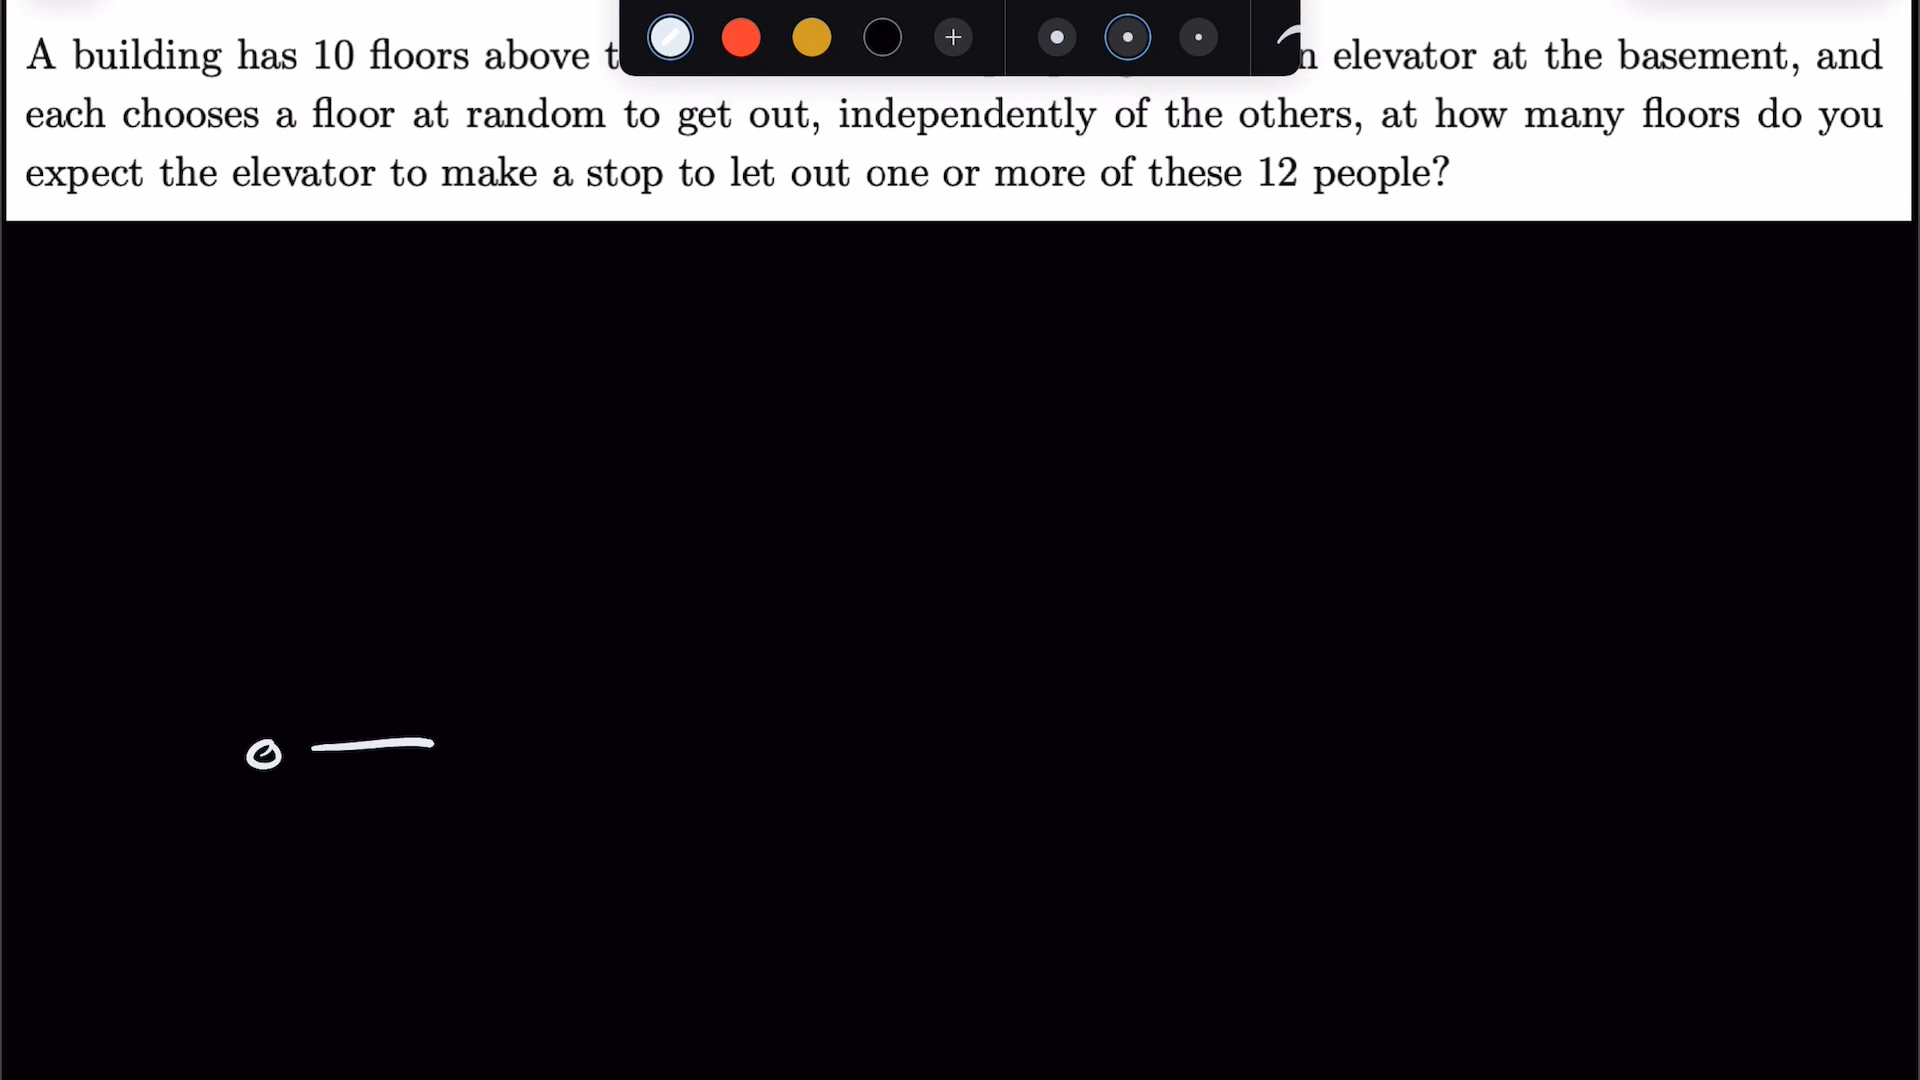 A building has 10 floors above elevator at the basement, and
each chooses a floor at random to get out, independently of the others, at how many floors do you
expect the elevator to make a stop to let out one or more of these 12 people?
0 —